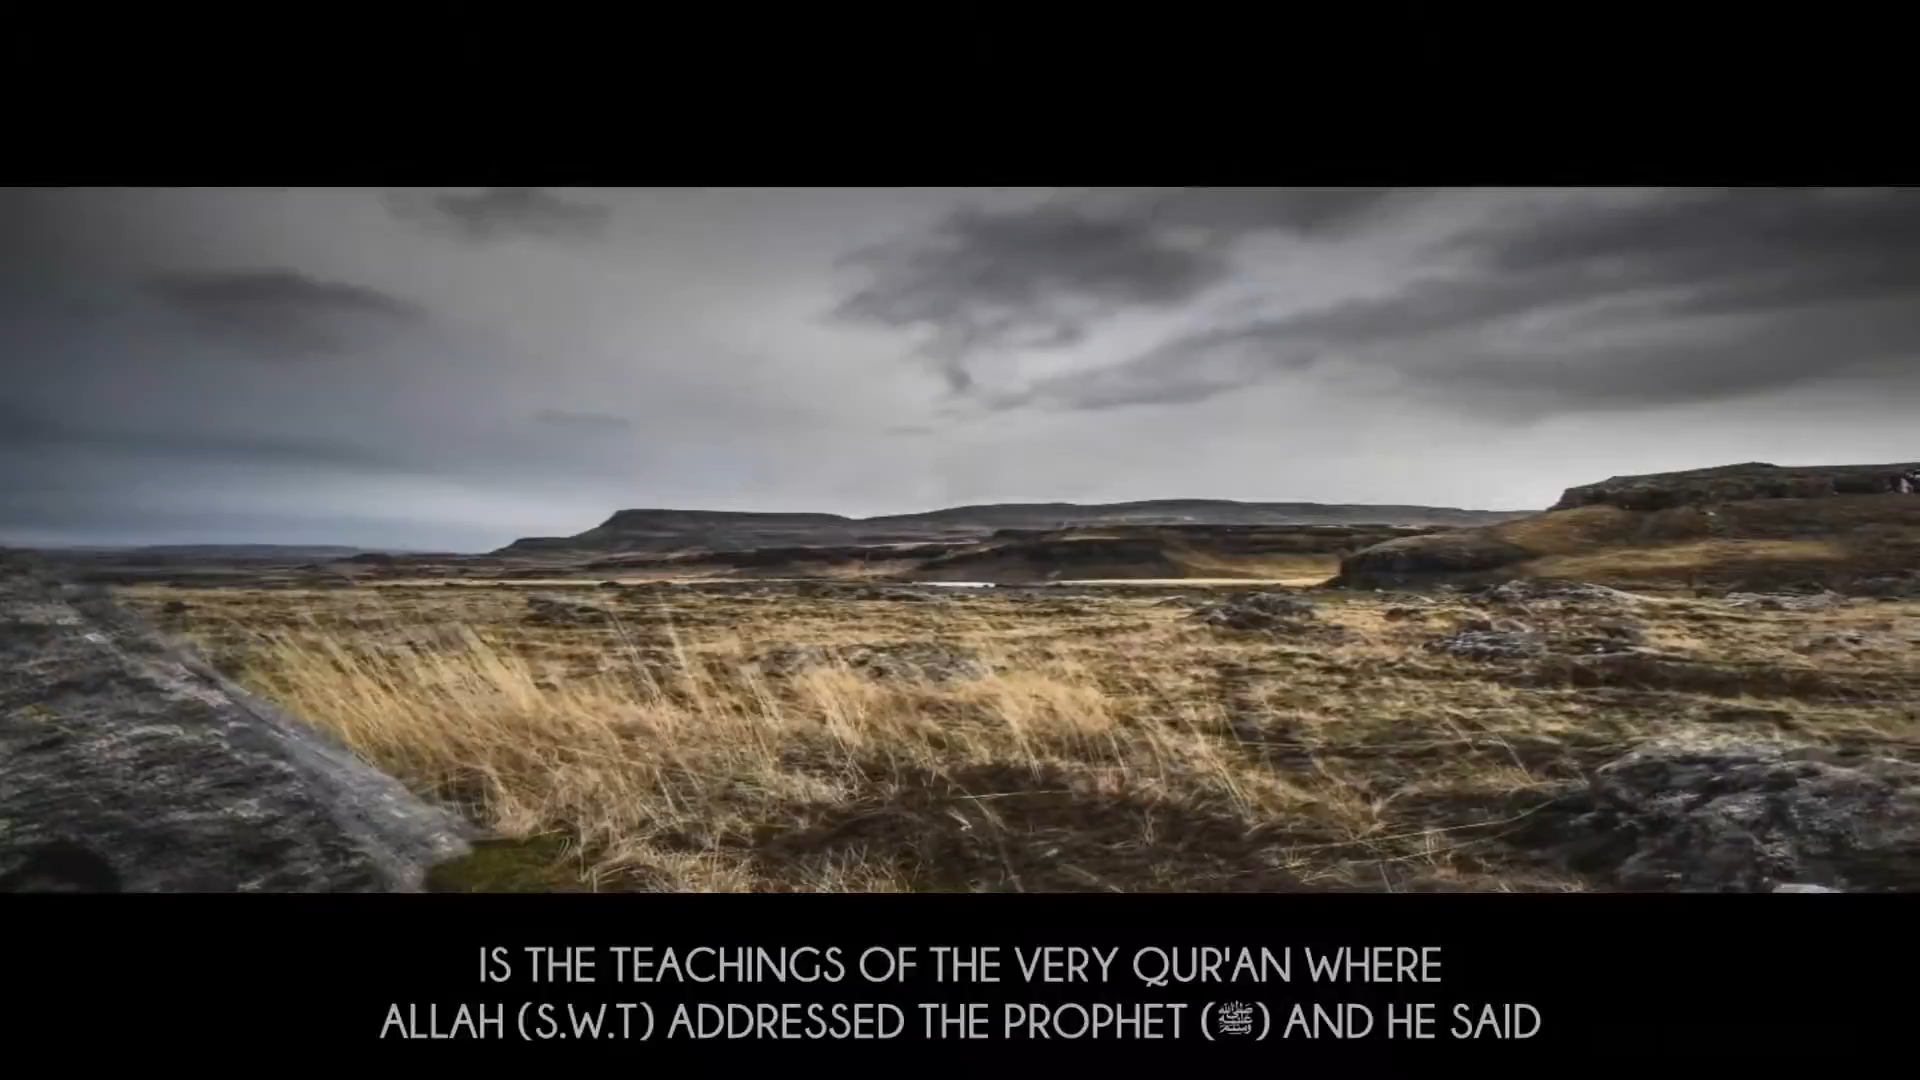 IS THE TEACHINGS OF THE VERY QUR'AN WHERE
ALLAH (S.W.T) ADDRESSED THE PROPHET (ﷺ) AND HE SAID